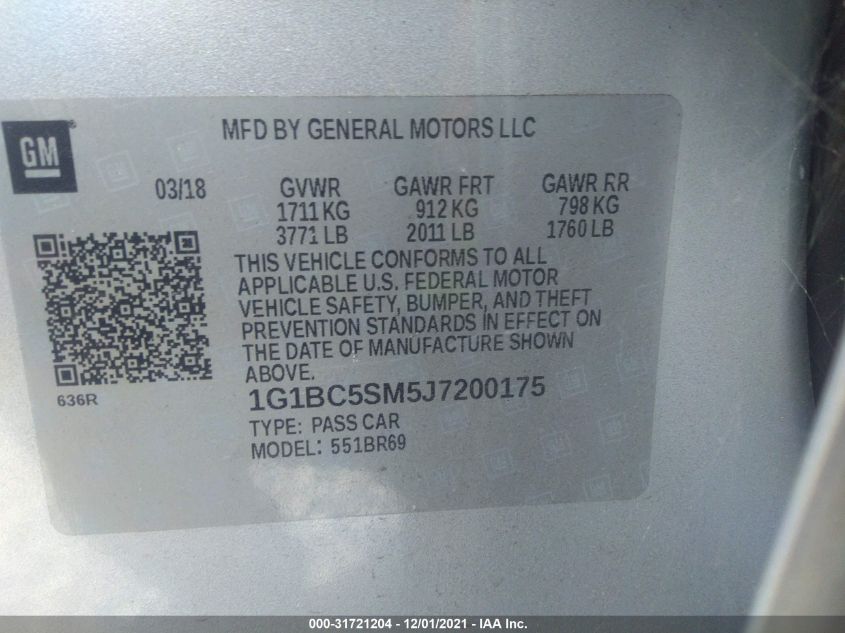 GM
MFD BY GENERAL MOTORS LLC
03/18 GVWR GAWR FRT GAWR RR
1711 KG 912 KG 798 KG
3771 LB 2011 LB 1760 LB
THIS VEHICLE CONFORMS TO ALL
APPLICABLE U.S. FEDERAL MOTOR
VEHICLE SAFETY, BUMPER, AND THEFT
PREVENTION STANDARDS IN EFFECT ON
THE DATE OF MANUFACTURE SHOWN
ABOVE.
636R
1G1BC5SM5J7200175
TYPE: PASS CAR
MODEL: 551BR69
000-31721204 - 12/01/2021 - IAA Inc.